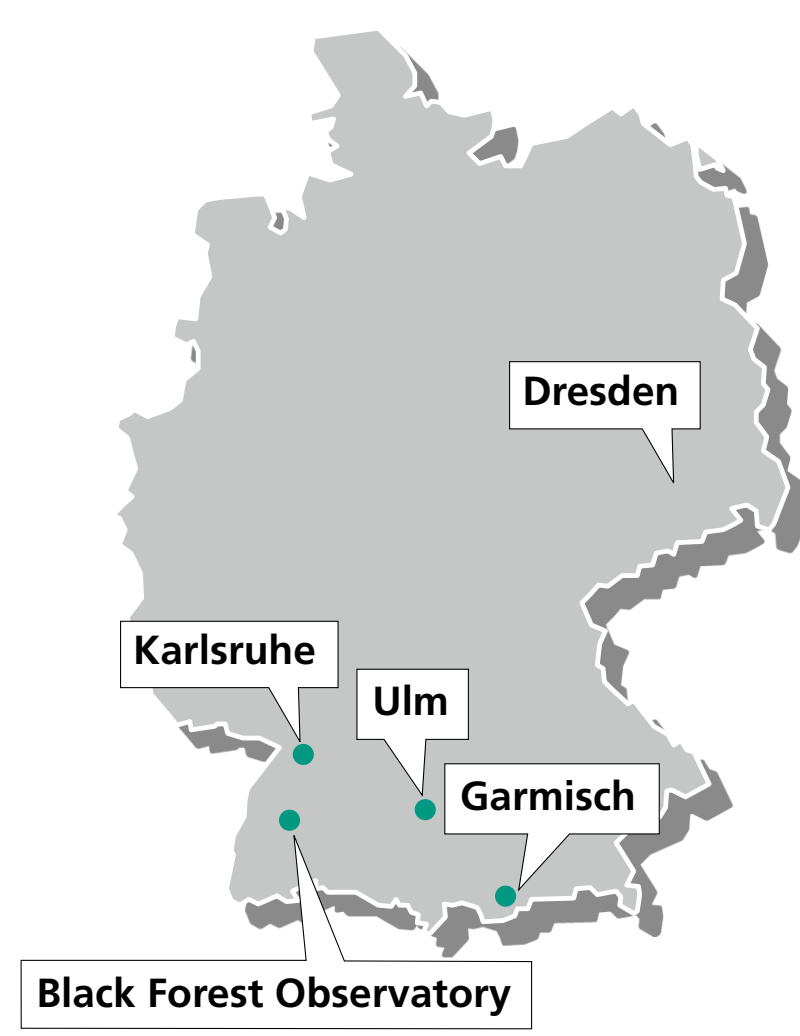 Dresden
Karlsruhe
Ulm
Garmisch
Black Forest Observatory